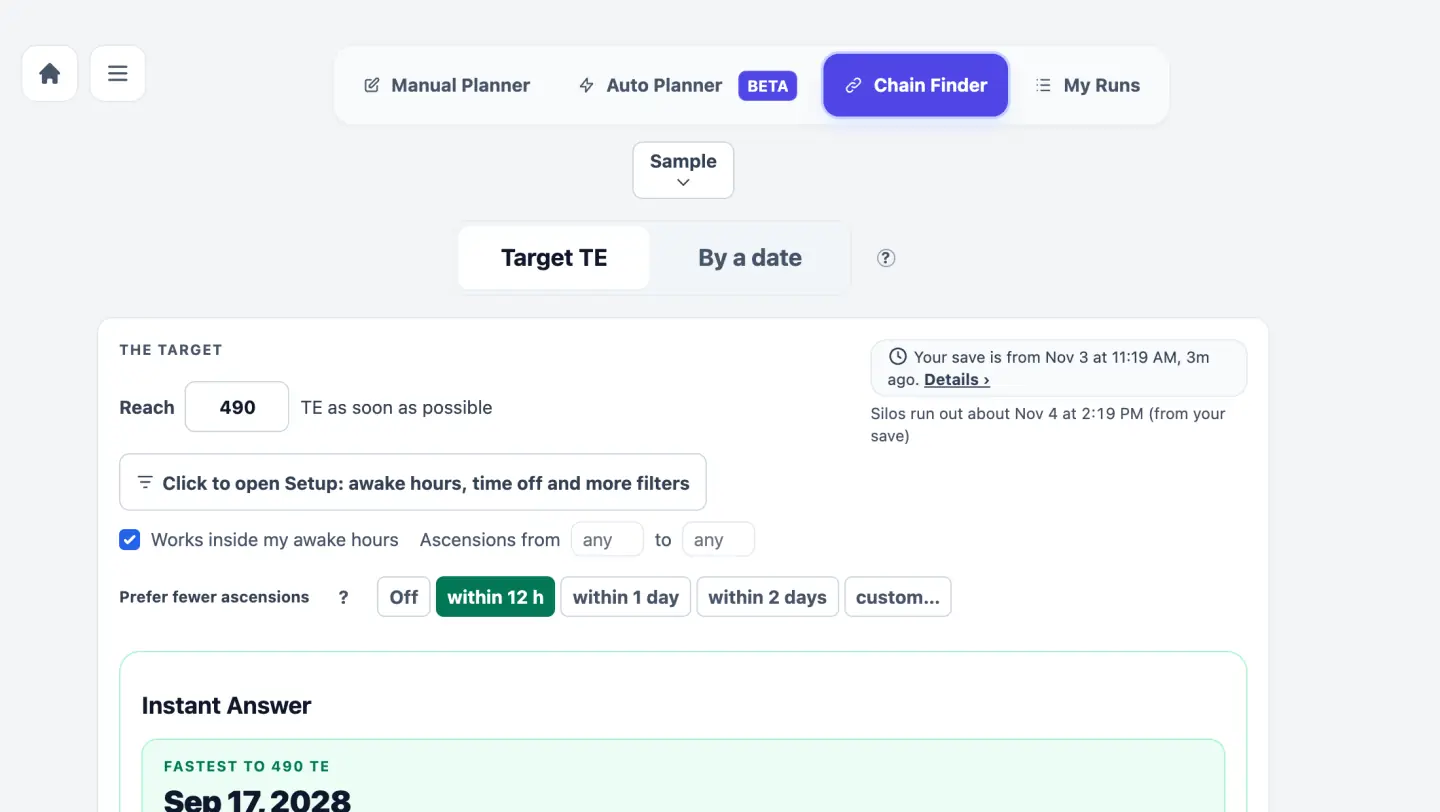 Manual Planner
Auto Planner BETA
Chain Finder
My Runs
Sample
Target TE
By a date
?
THE TARGET
Your save is from Nov 3 at 11:19 AM, 3m
ago. Details ›
Silos run out about Nov 4 at 2:19 PM (from your
save)
Reach 490 TE as soon as possible
Click to open Setup: awake hours, time off and more filters
Works inside my awake hours Ascensions from any to any
Prefer fewer ascensions ? Off within 12 h within 1 day within 2 days custom...
Instant Answer
FASTEST TO 490 TE
Sep 17, 2028